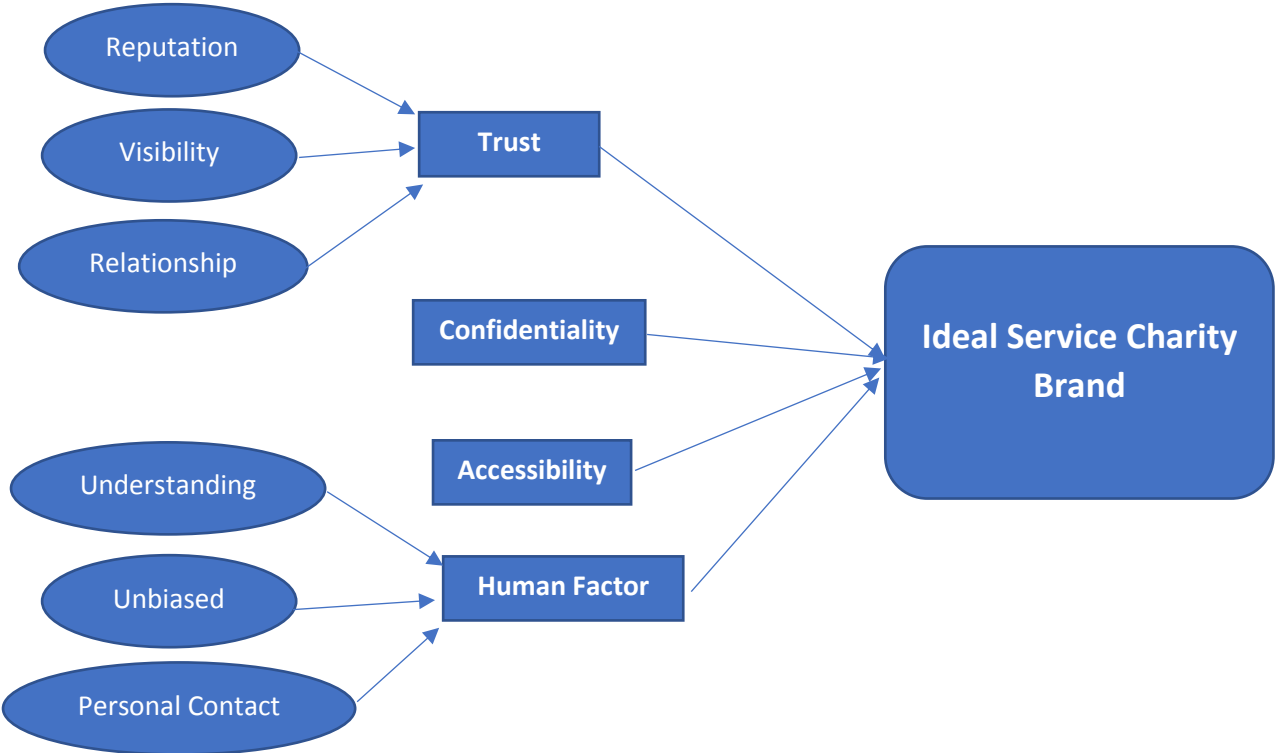 Reputation
Visibility
Relationship
Trust
Confidentiality
Accessibility
Understanding
Unbiased
Personal Contact
Human Factor
Ideal Service Charity
Brand